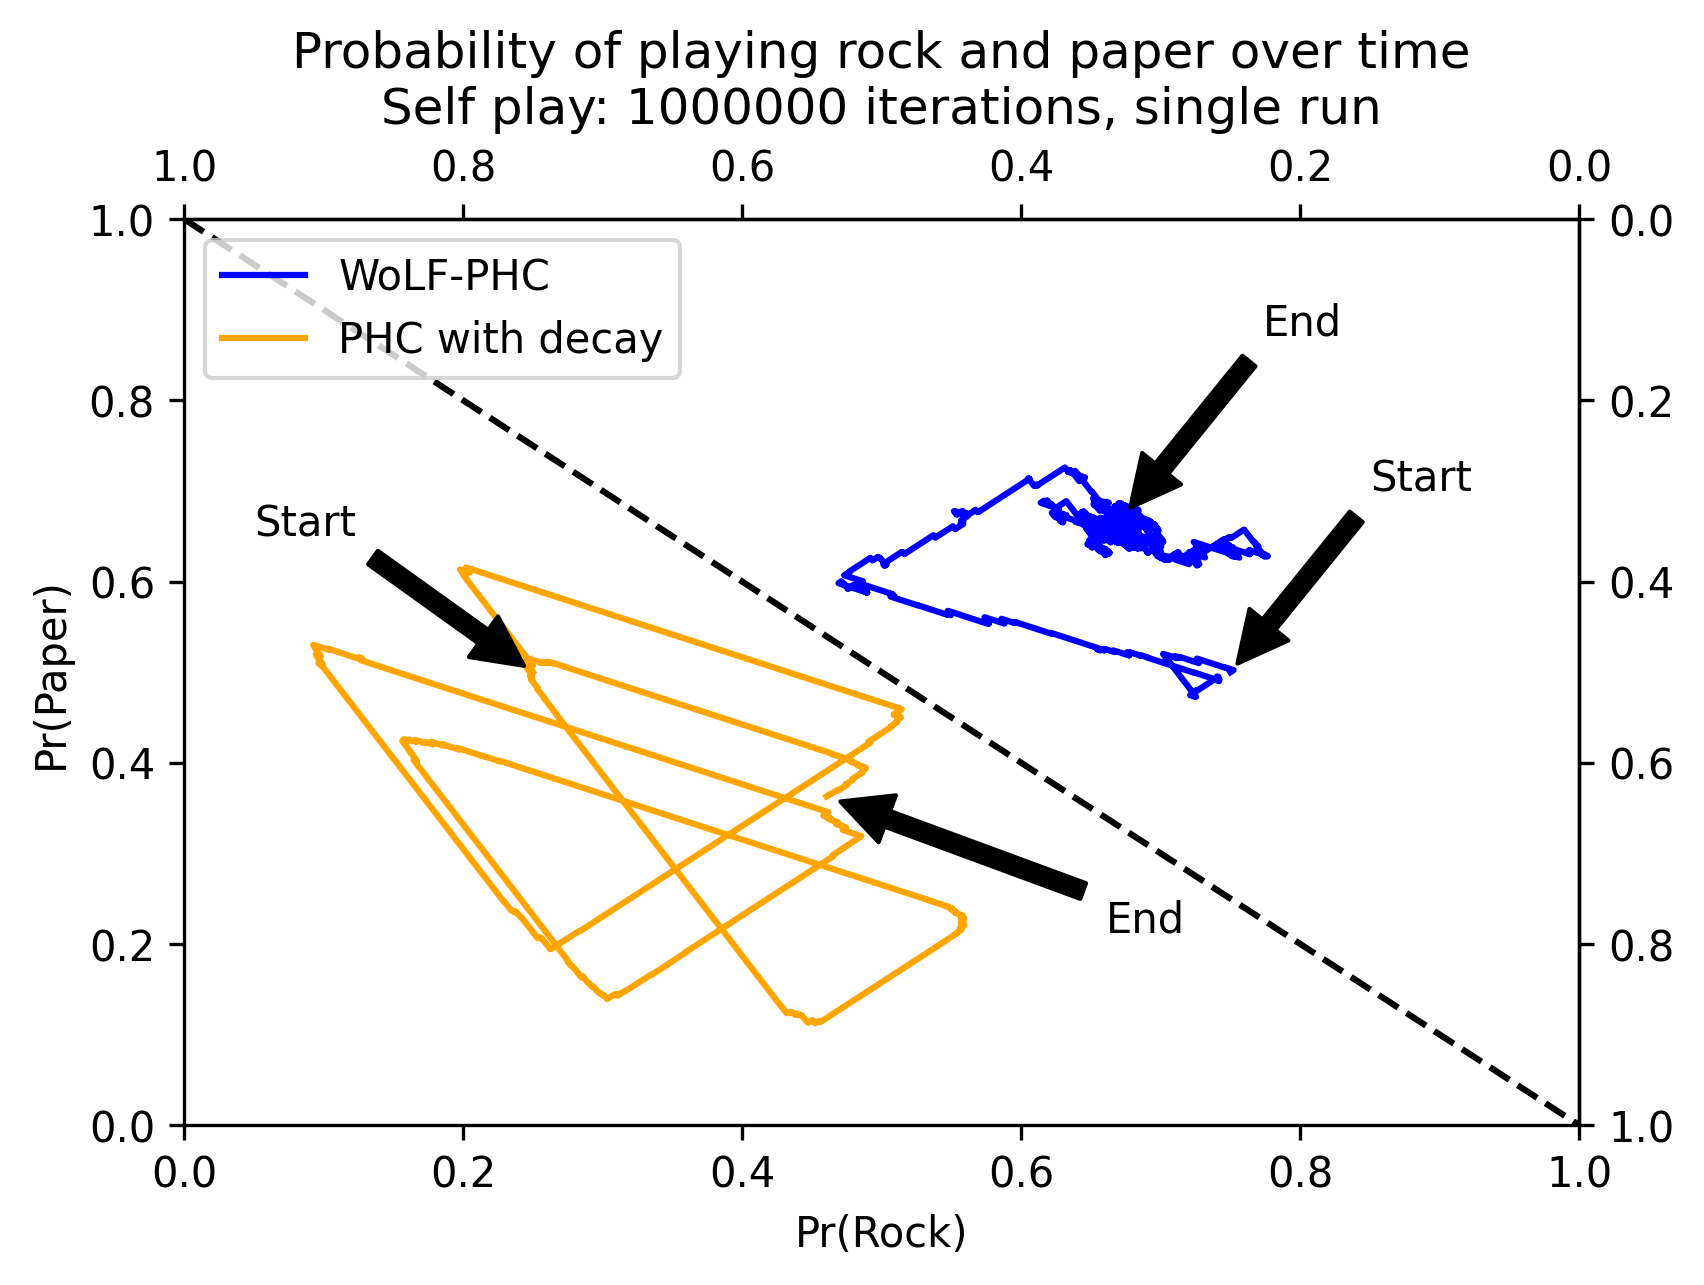 Probability of playing rock and paper over time
Self play: 1000000 iterations, single run
1.0 0.8 0.6 0.4 0.2 0.0
1.0 0.0
WoLF-PHC
PHC with decay
End
0.8 0.2
Start
Start
0.6 0.4
Pr(Paper)
0.4 0.6
End
0.2 0.8
0.0 1.0
0.0 0.2 0.4 0.6 0.8 1.0
Pr(Rock)